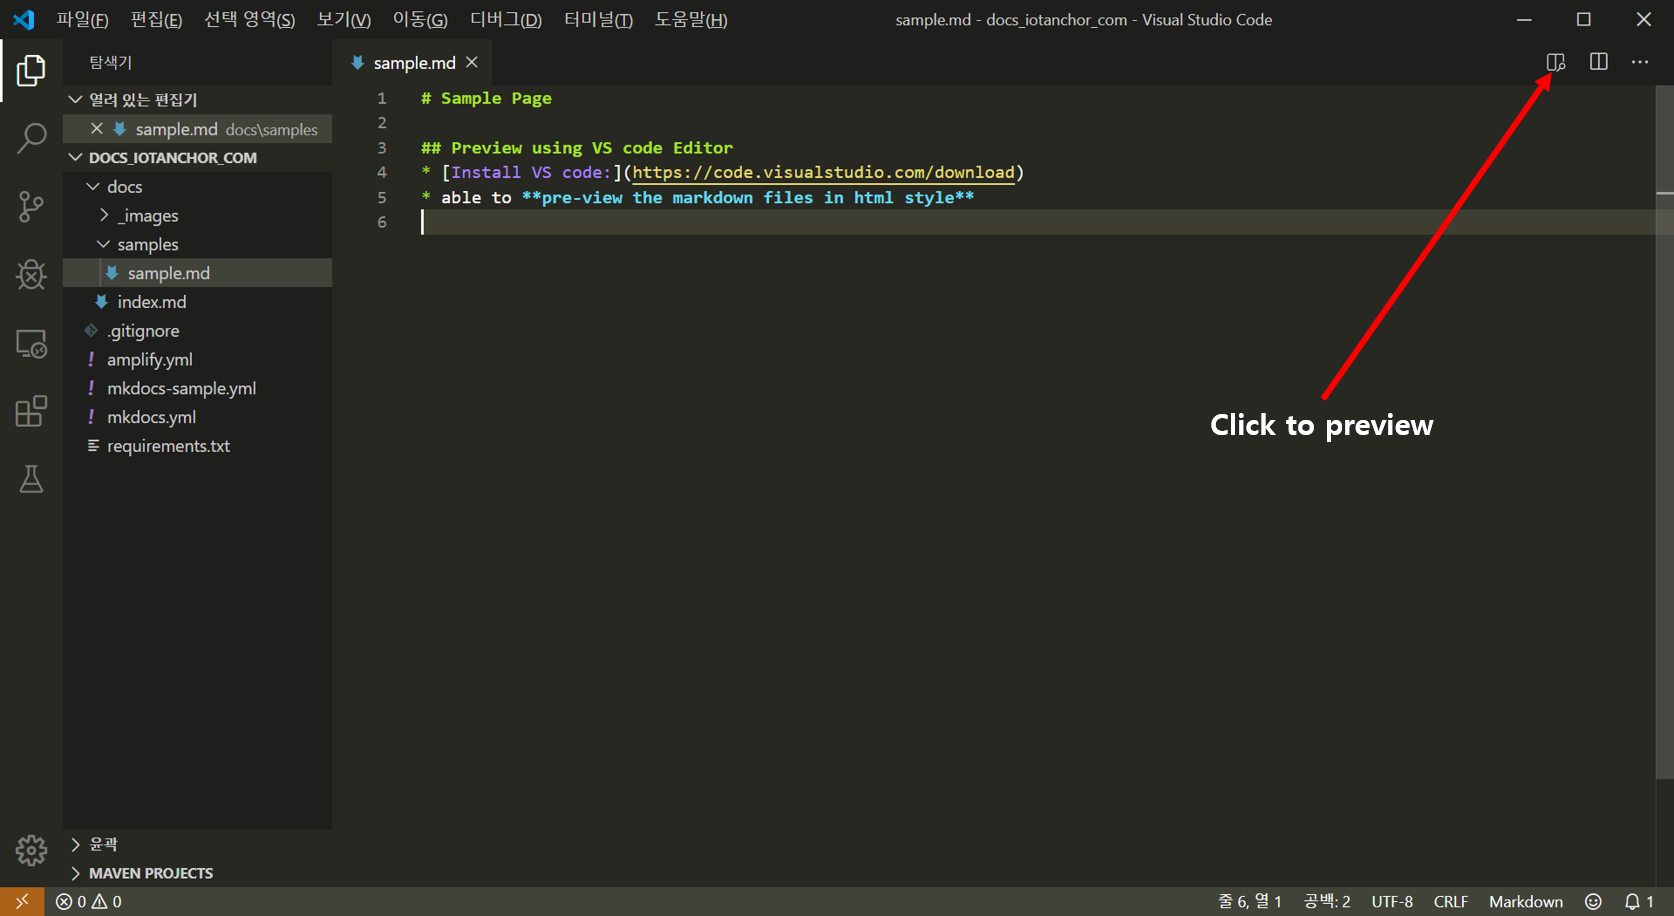 파일(F) 편집(E) 선택 영역(S) 보기(V) 이동(G) 디버그(D) 터미널(T) 도움말(H) sample.md - docs_iotanchor_com - Visual Studio Code
탐색기
열려 있는 편집기
sample.md docs\samples
DOCS_IOTANCHOR_COM
docs
_images
samples
sample.md
index.md
.gitignore
amplify.yml
mkdocs-sample.yml
mkdocs.yml
requirements.txt
윤곽
MAVEN PROJECTS
sample.md
1 # Sample Page
2
3 ## Preview using VS code Editor
4 * [Install VS code:](https://code.visualstudio.com/download)
5 * able to **pre-view the markdown files in html style**
6
Click to preview
0 0 줄 6, 열 1 공백: 2 UTF-8 CRLF Markdown 1